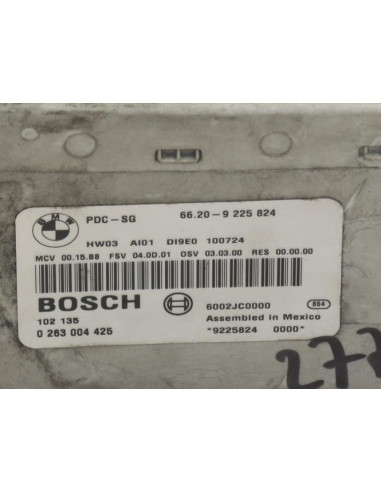 BMW
PDC-SG 66.20-9 225 824
HW03 AI01 DI9E0 100724
MCV 00.15.88 FSV 04.00.01 OSV 03.03.00 RES 00.00.00
BOSCH 6002JC0000 864
102 135 Assembled in Mexico
0 263 004 425 *9225824 0000*
277